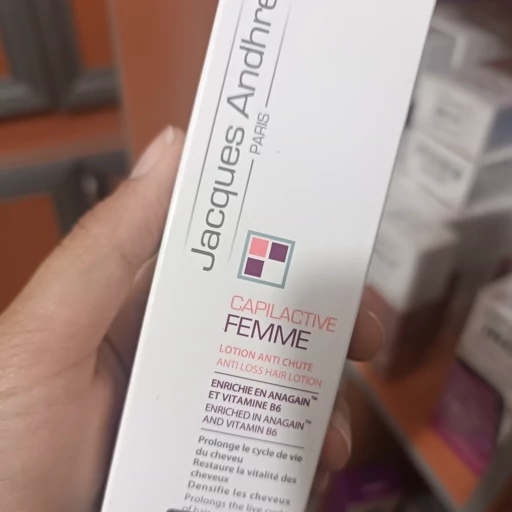 Jacques Andhre
PARIS
CAPILACTIVE
FEMME
LOTION ANTI CHUTE
ANTI LOSS HAIR LOTION
ENRICHIE EN ANAGAIN™
ET VITAMINE B6
ENRICHED IN ANAGAIN™
AND VITAMIN B6
Prolonge le cycle de vie
du cheveu
Restaure la vitalité des
cheveux
Densifie les cheveux
Prolongs the live